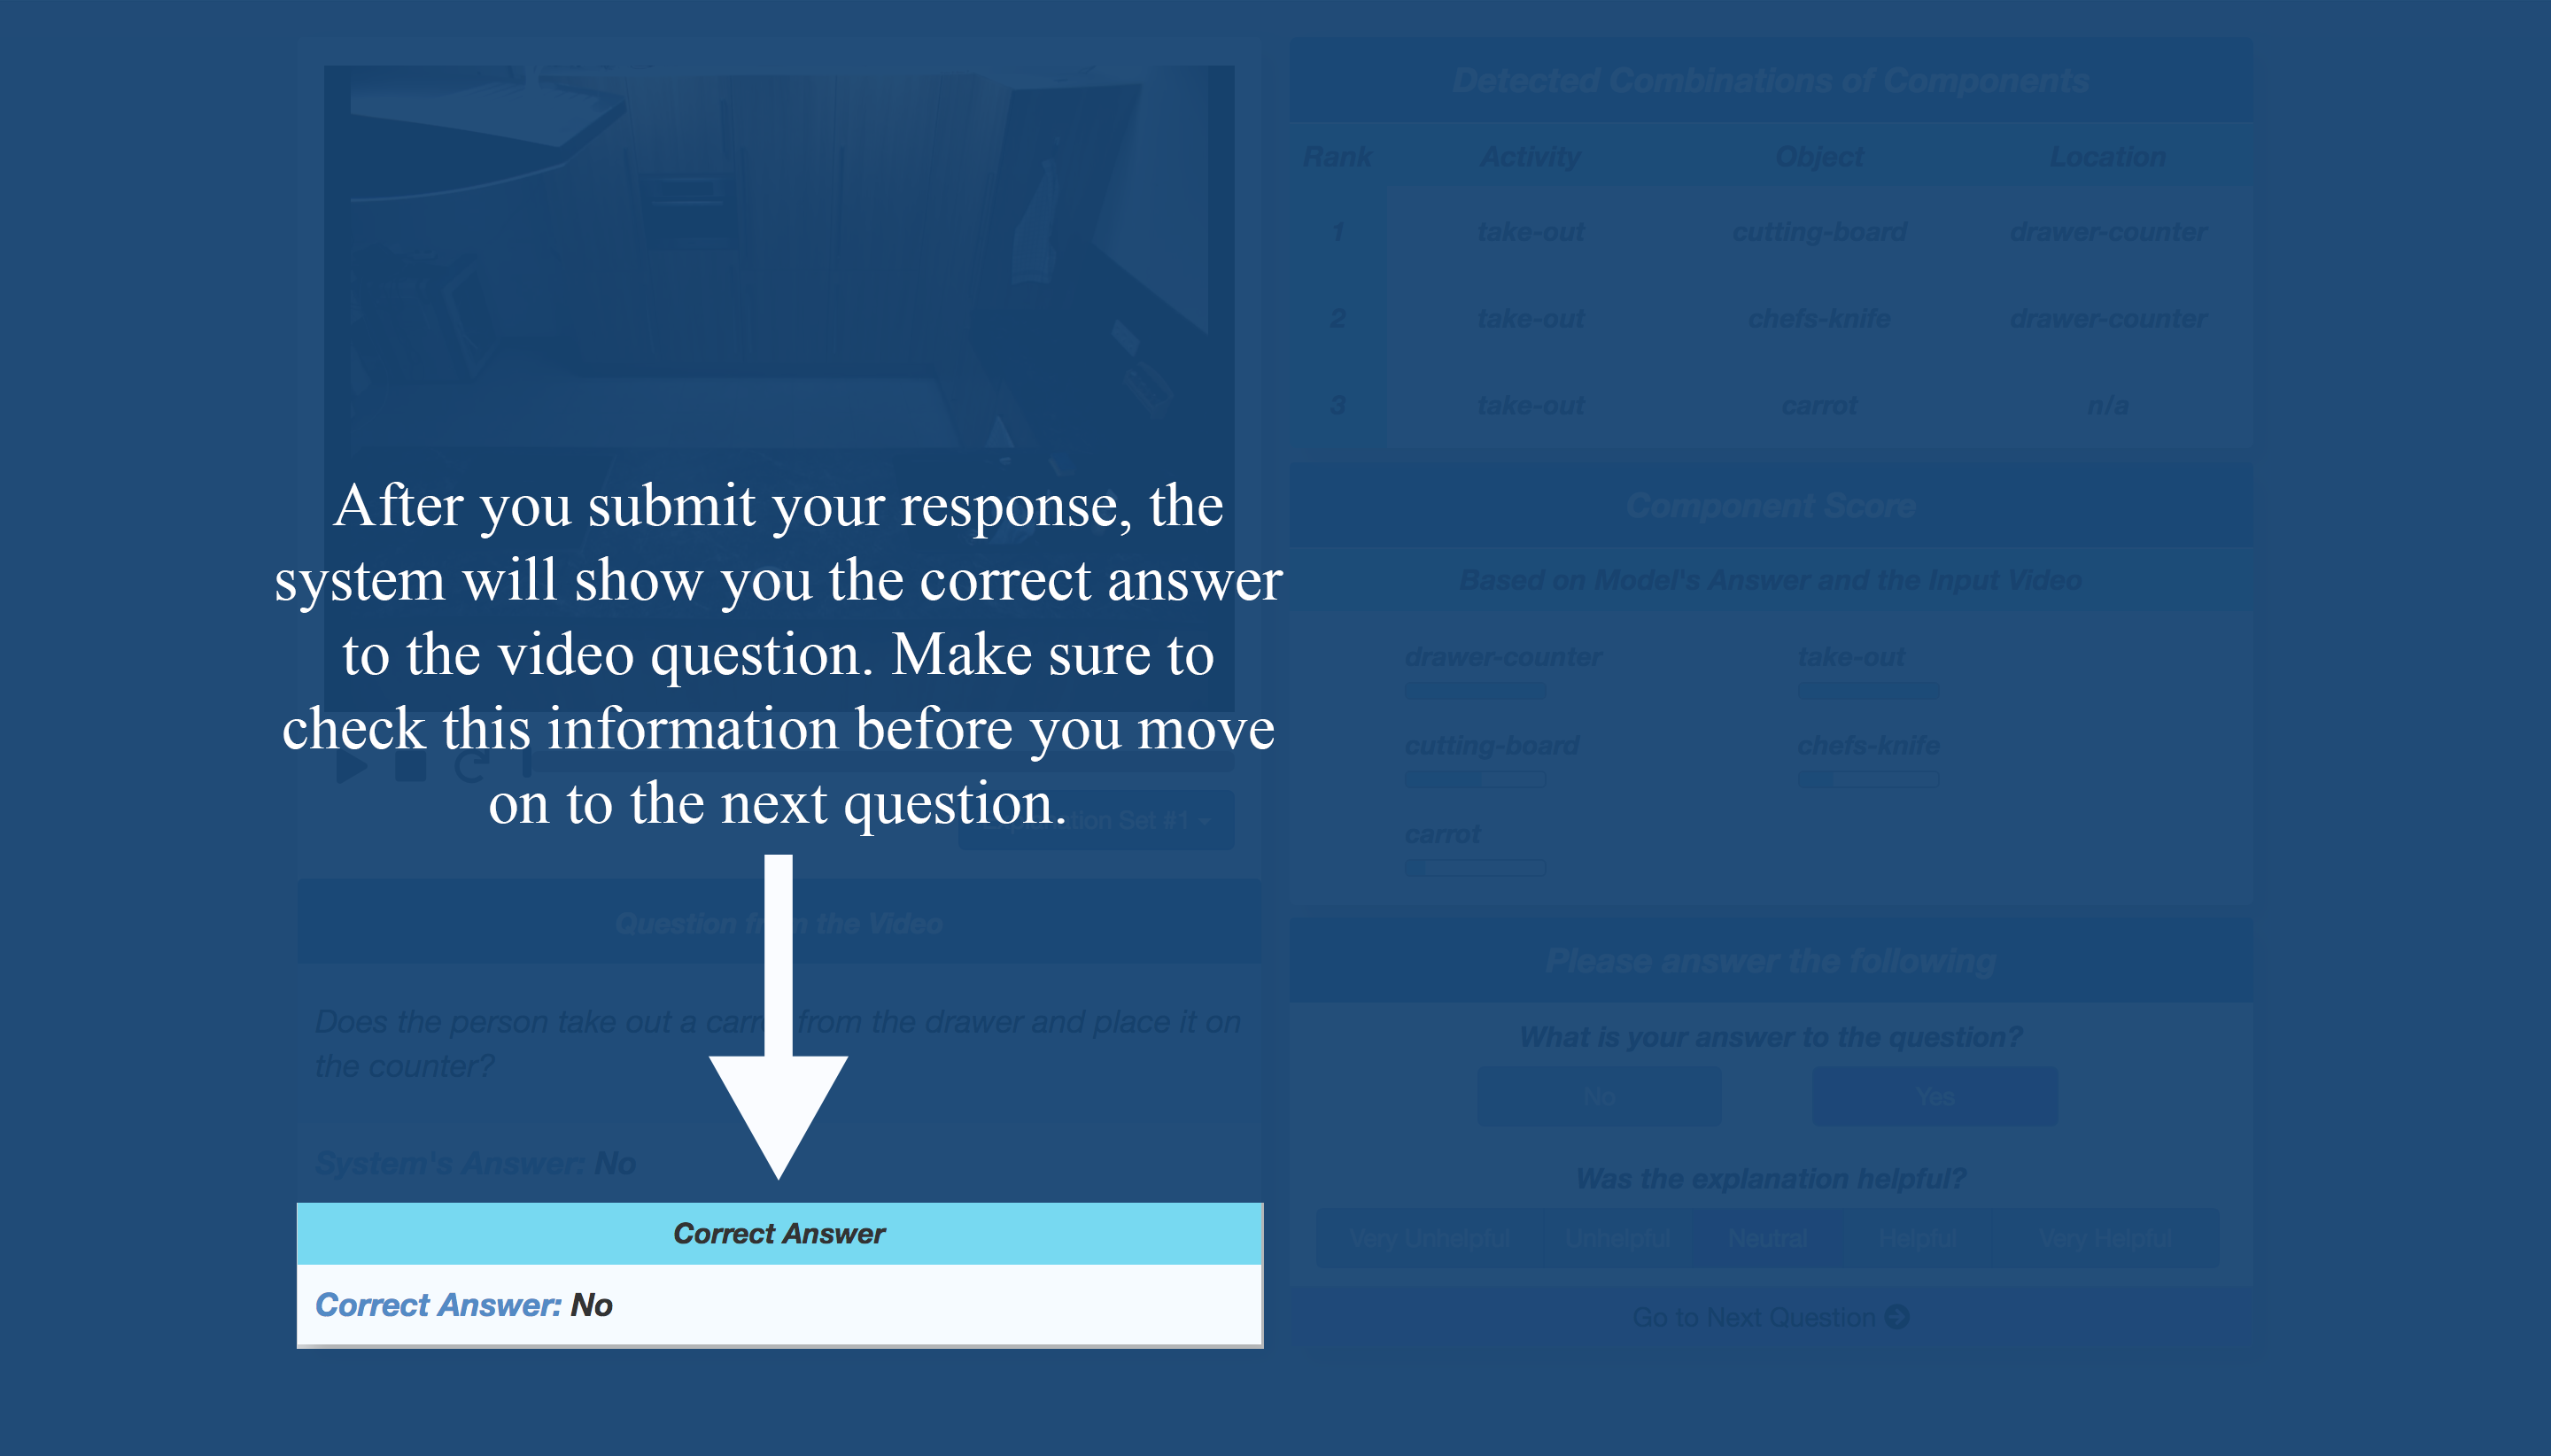 After you submit your response, the
system will show you the correct answer
to the video question. Make sure to
check this information before you move
on to the next question.
Explanation Set #1
Question from the Video
Does the person take out a carrot from the drawer and place it on
the counter?
System's Answer: No
Correct Answer
Correct Answer: No
Detected Combinations of Components
Rank Activity Object Location
1 take-out cutting-board drawer-counter
2 take-out chefs-knife drawer-counter
3 take-out carrot n/a
Component Score
Based on Model's Answer and the Input Video
drawer-counter take-out
cutting-board chefs-knife
carrot
Please answer the following
What is your answer to the question?
No Yes
Was the explanation helpful?
Very Unhelpful Unhelpful Neutral Helpful Very Helpful
Go to Next Question